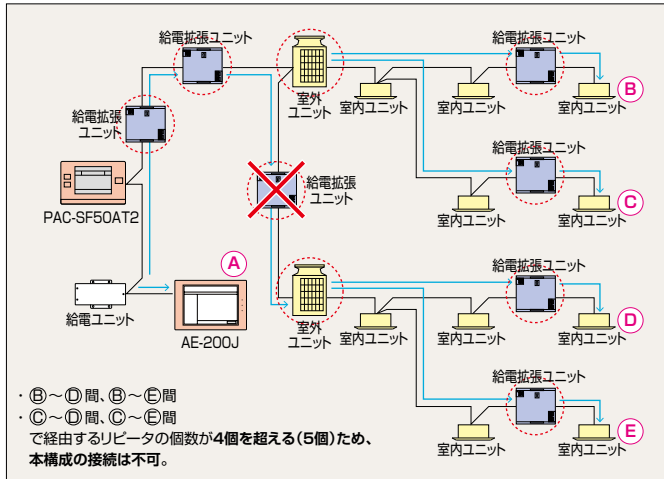 給電拡張ユニット
給電拡張
ユニット
PAC-SF50AT2
給電ユニット
A
AE-200J
室外
ユニット
室内ユニット
室内ユニット
給電拡張ユニット
室内ユニット
B
給電拡張ユニット
室内ユニット
室内ユニット
C
給電拡張
ユニット
室外
ユニット
室内ユニット
室内ユニット
給電拡張ユニット
室内ユニット
D
給電拡張ユニット
室内ユニット
室内ユニット
E
・Ⓑ〜Ⓓ間、Ⓑ〜Ⓔ間
・Ⓒ〜Ⓓ間、Ⓒ〜Ⓔ間
で経由するリピータの個数が4個を超える(5個)ため、
本構成の接続は不可。